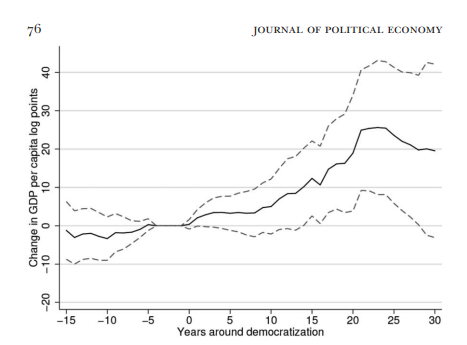 76
JOURNAL OF POLITICAL ECONOMY
Change in GDP per capita log points
40
30
20
10
0
−10
−20
−15 −10 −5 0 5 10 15 20 25 30
Years around democratization